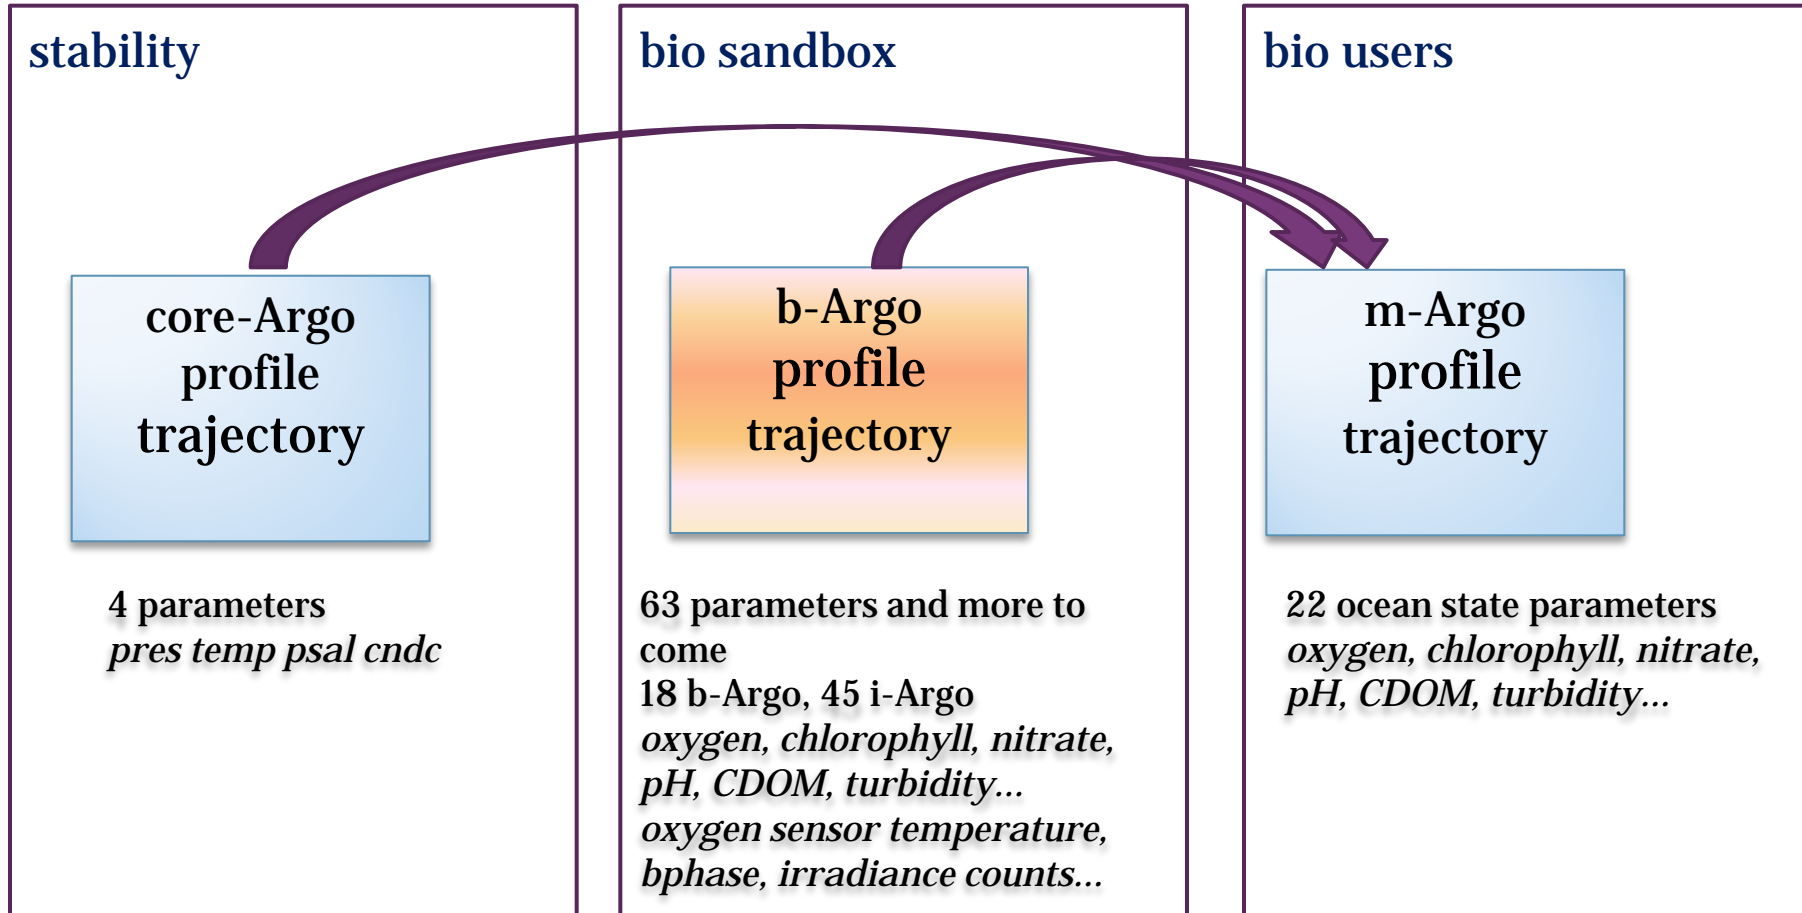 stability
core-Argo
profile
trajectory
4 parameters
pres temp psal cndc
bio sandbox
b-Argo
profile
trajectory
63 parameters and more to
come
18 b-Argo, 45 i-Argo
oxygen, chlorophyll, nitrate,
pH, CDOM, turbidity...
oxygen sensor temperature,
bphase, irradiance counts...
bio users
m-Argo
profile
trajectory
22 ocean state parameters
oxygen, chlorophyll, nitrate,
pH, CDOM, turbidity...